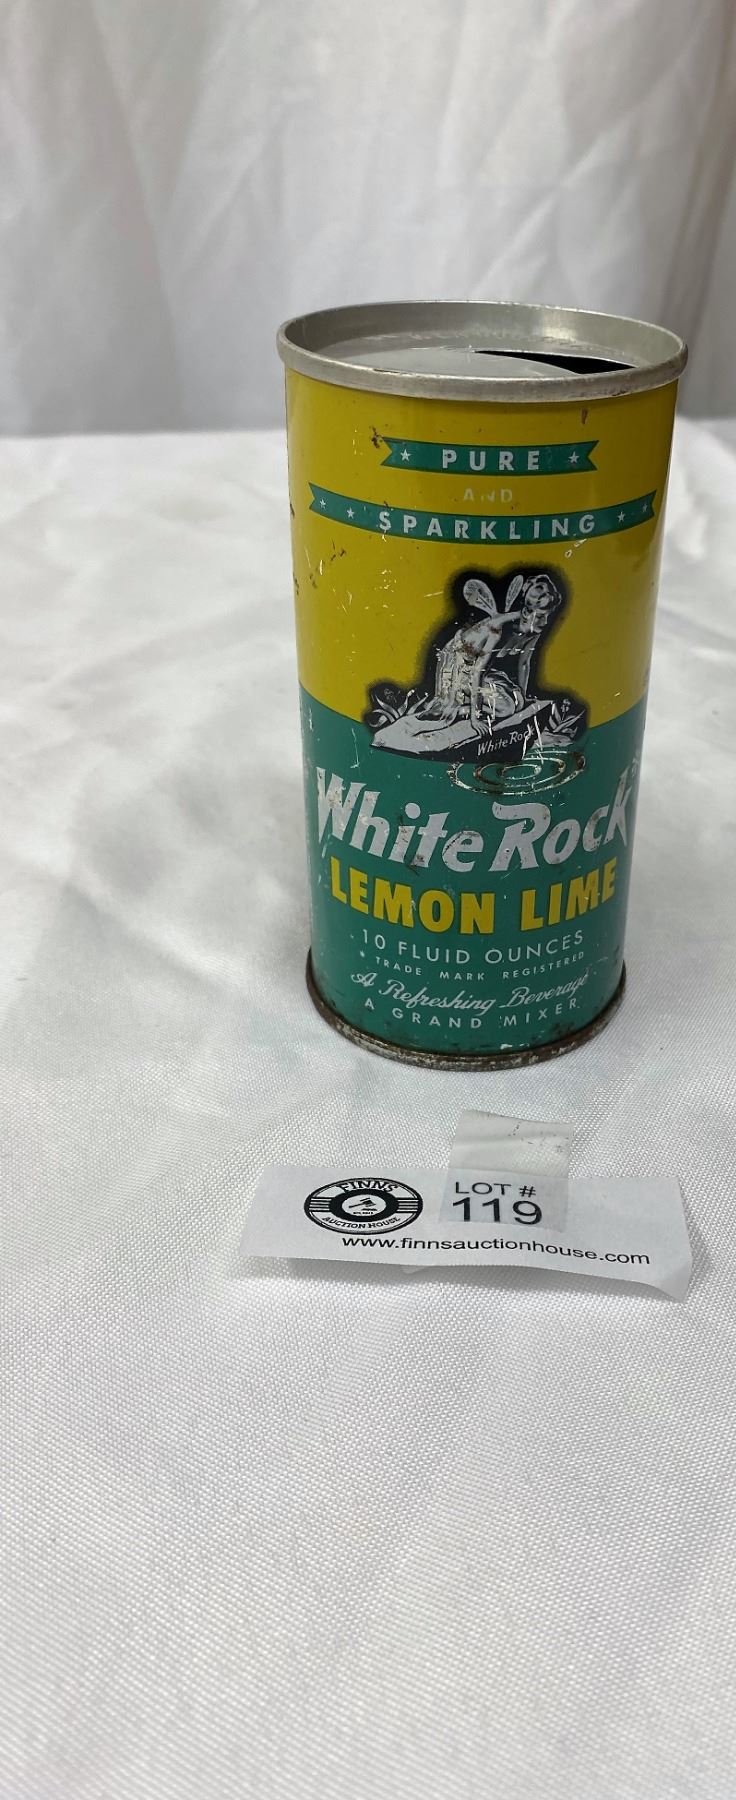 PURE
AND
SPARKLING
White Rock
White Rock
LEMON LIME
10 FLUID OUNCES
TRADE MARK REGISTERED
A Refreshing Beverage
A GRAND MIXER
FINNS
AUCTION HOUSE
LOT #
119
www.finnsauctionhouse.com